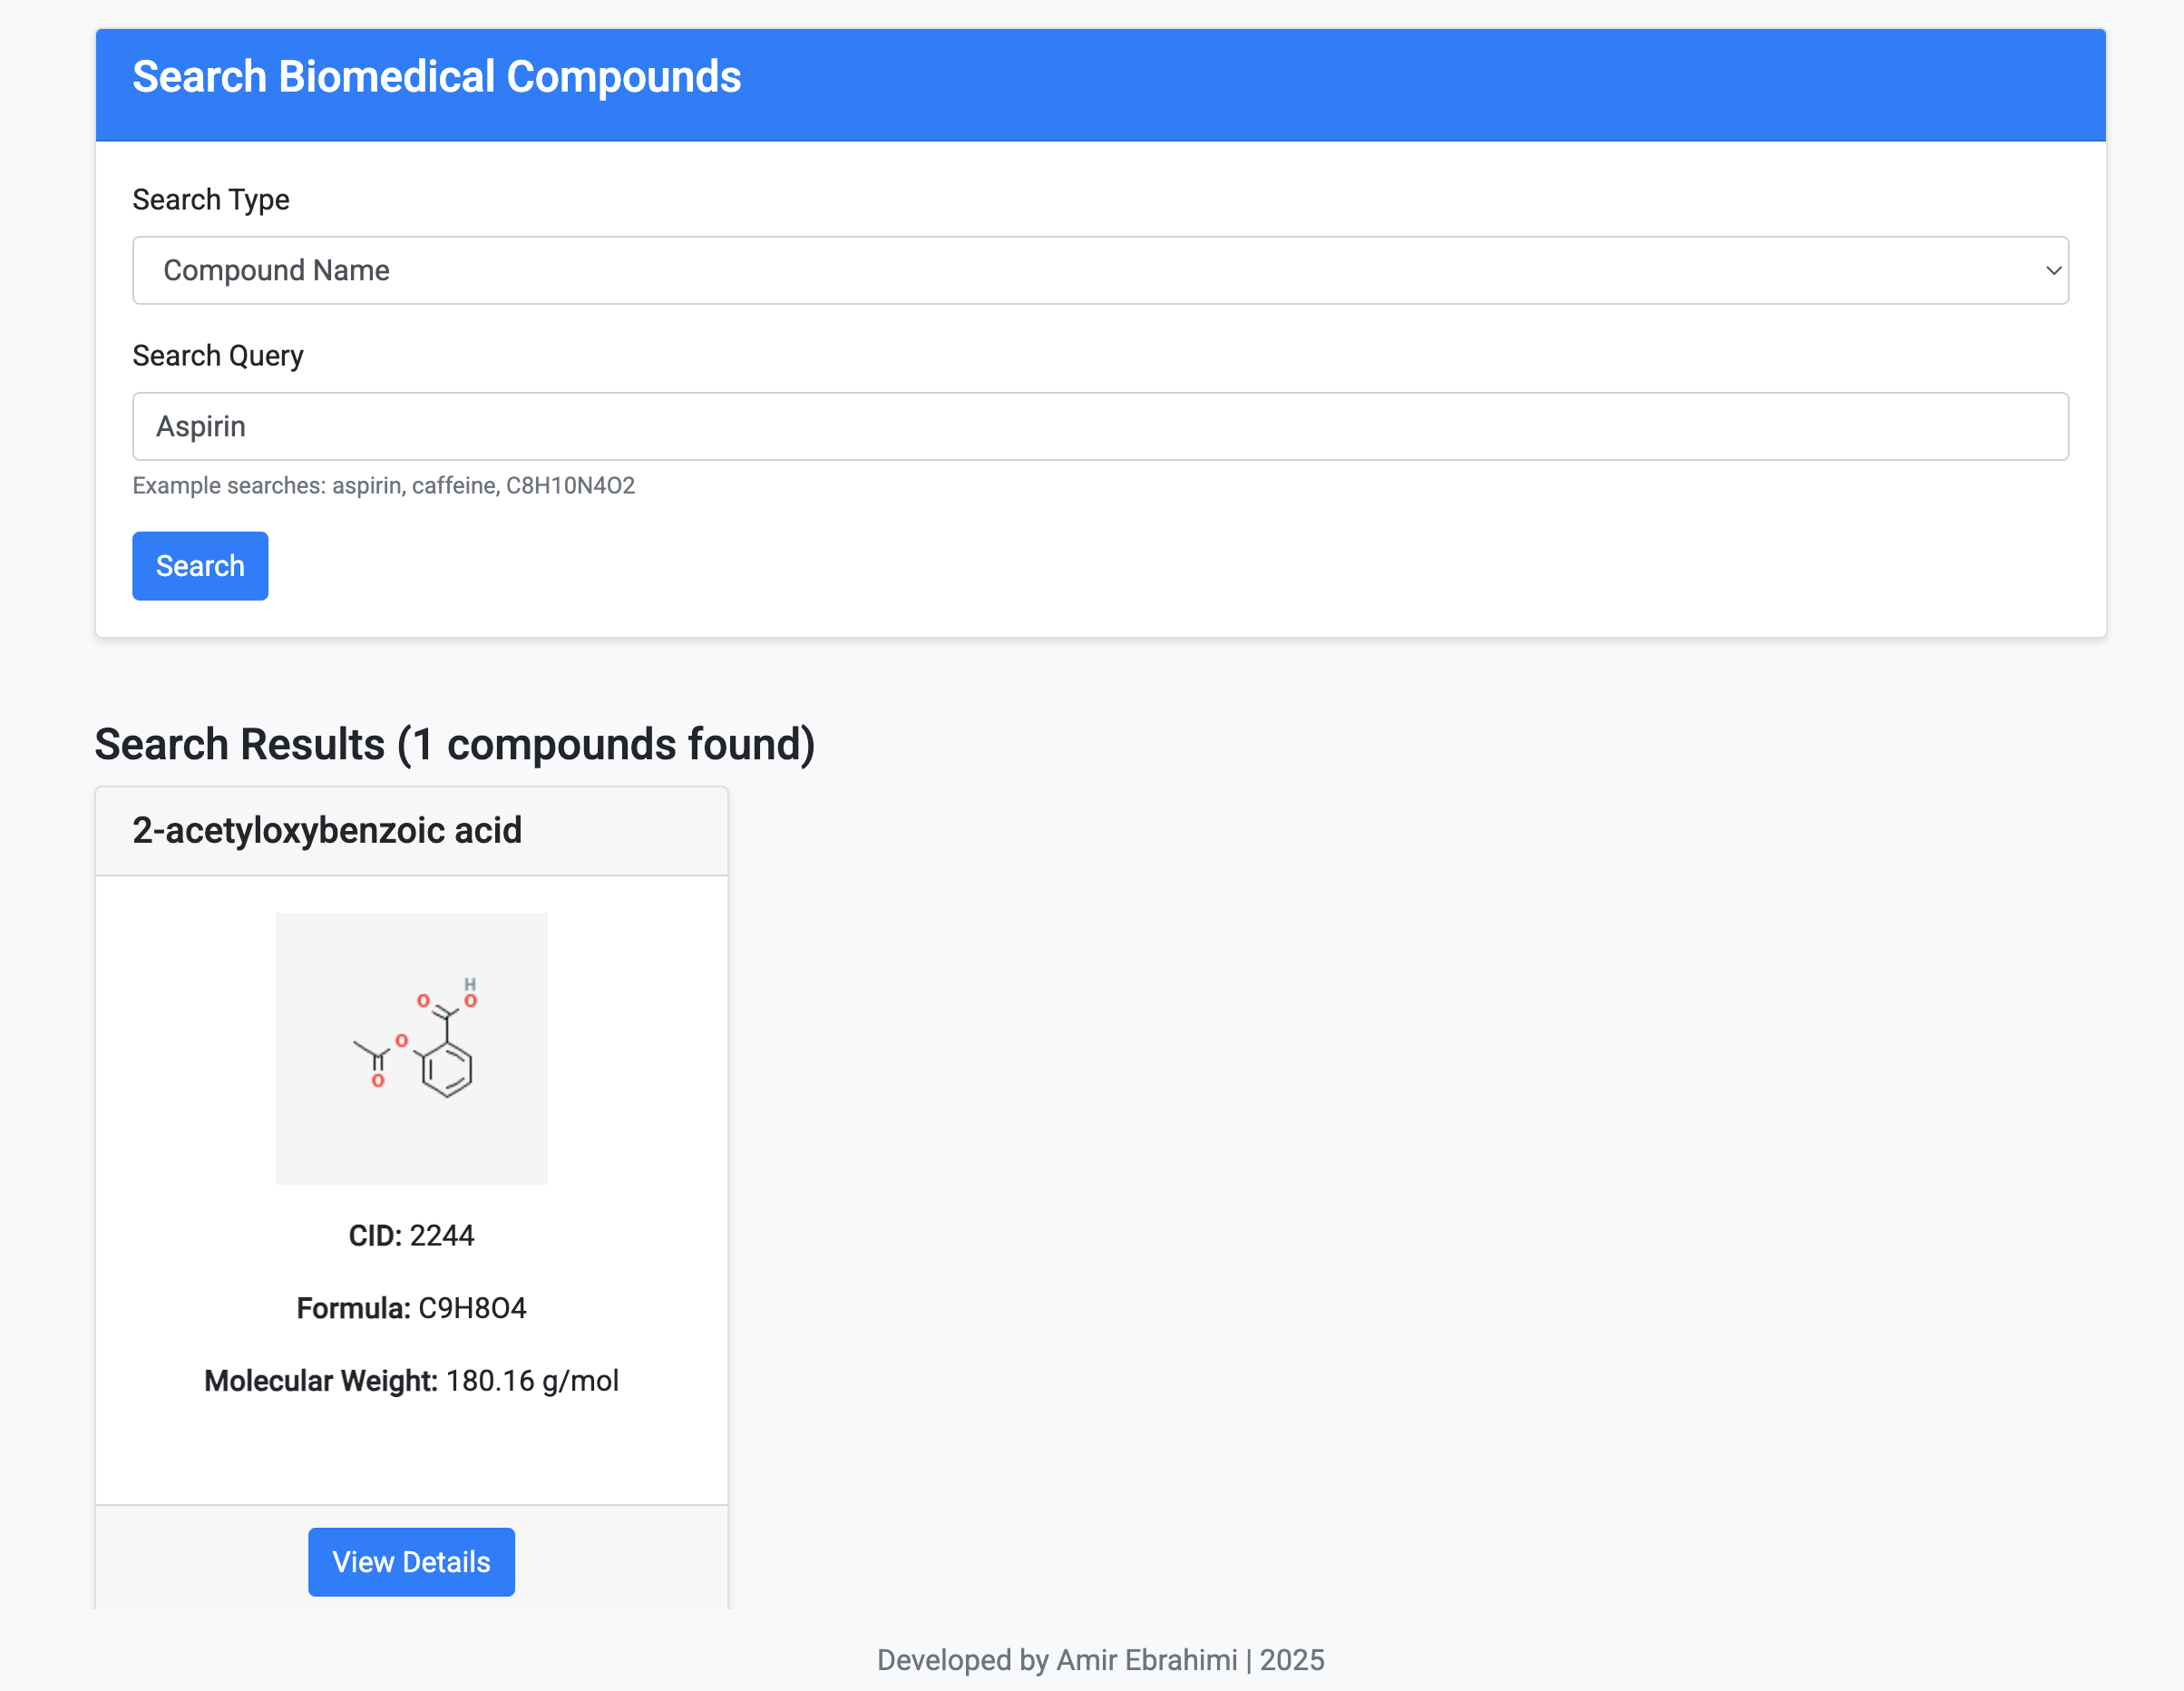 Search Biomedical Compounds
Search Type
Compound Name
Search Query
Aspirin
Example searches: aspirin, caffeine, C8H10N4O2
Search
Search Results (1 compounds found)
2-acetyloxybenzoic acid
H
O O
O
O
CID: 2244
Formula: C9H8O4
Molecular Weight: 180.16 g/mol
View Details
Developed by Amir Ebrahimi | 2025